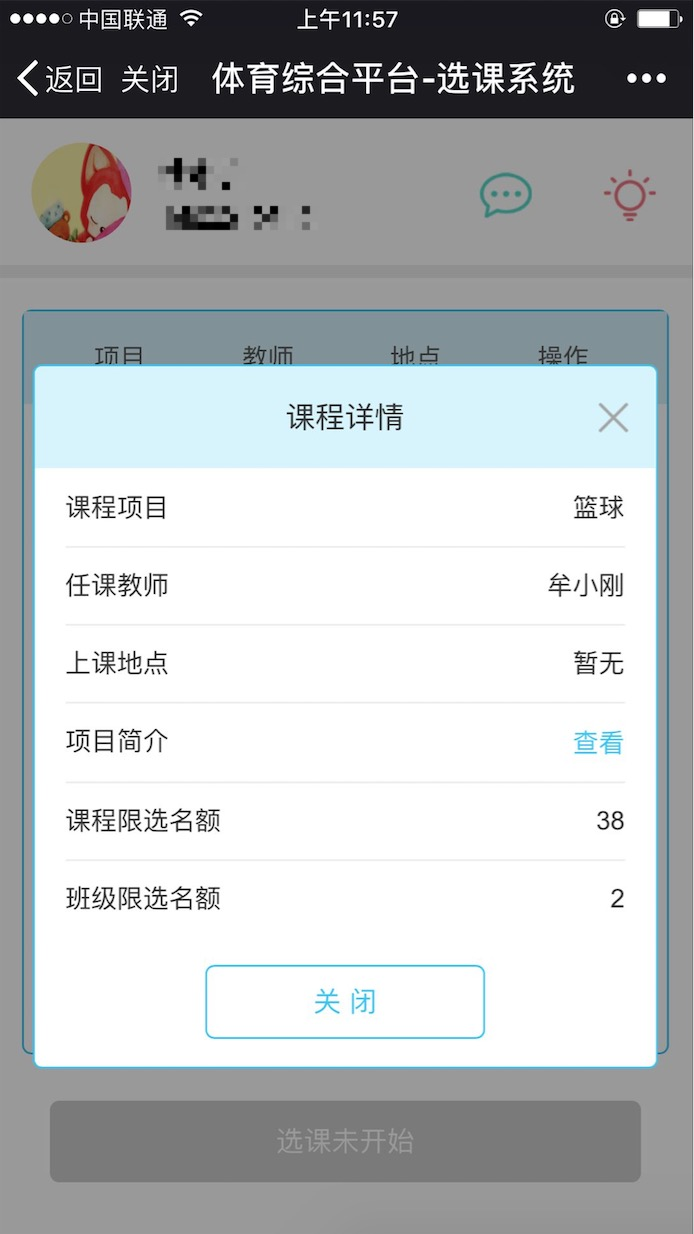 中国联通 上午11:57
返回 关闭 体育综合平台-选课系统
项目 教师 地点 操作
课程详情
课程项目 篮球
任课教师 牟小刚
上课地点 暂无
项目简介 查看
课程限选名额 38
班级限选名额 2
关 闭
选课未开始